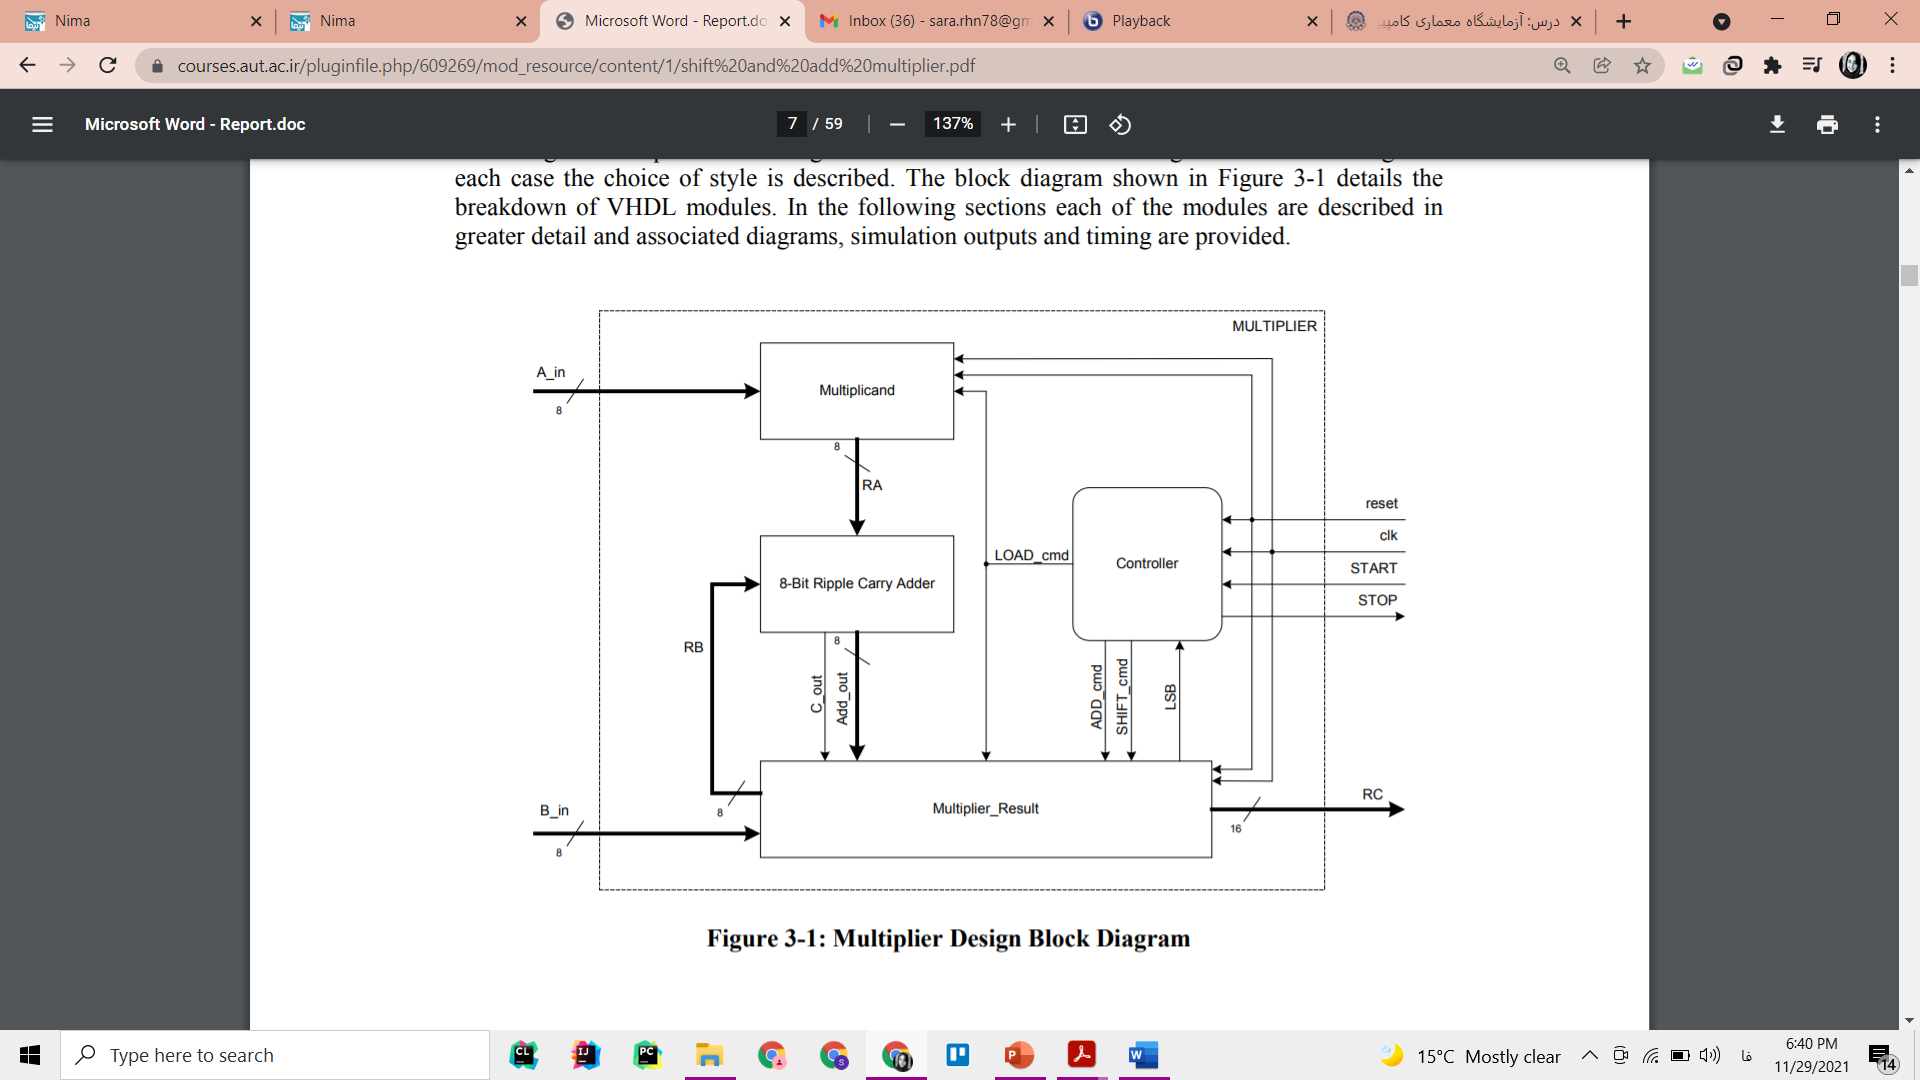 Nima
Nima
Microsoft Word - Report.do
Inbox (36) - sara.rhn78@gm
Playback
درس: آزمایشگاه معماری کامپی
courses.aut.ac.ir/pluginfile.php/609269/mod_resource/content/1/shift%20and%20add%20multiplier.pdf
Microsoft Word - Report.doc
7 / 59
137%
each case the choice of style is described. The block diagram shown in Figure 3-1 details the
breakdown of VHDL modules. In the following sections each of the modules are described in
greater detail and associated diagrams, simulation outputs and timing are provided.
MULTIPLIER
A_in
8
Multiplicand
8
RA
reset
clk
START
STOP
LOAD_cmd
Controller
8-Bit Ripple Carry Adder
8
RB
C_out
Add_out
ADD_cmd
SHIFT_cmd
LSB
B_in
8
8
Multiplier_Result
RC
16
Figure 3-1: Multiplier Design Block Diagram
Type here to search
CL
IJ
PC
S
P
W
15°C Mostly clear
فا
6:40 PM
11/29/2021
14